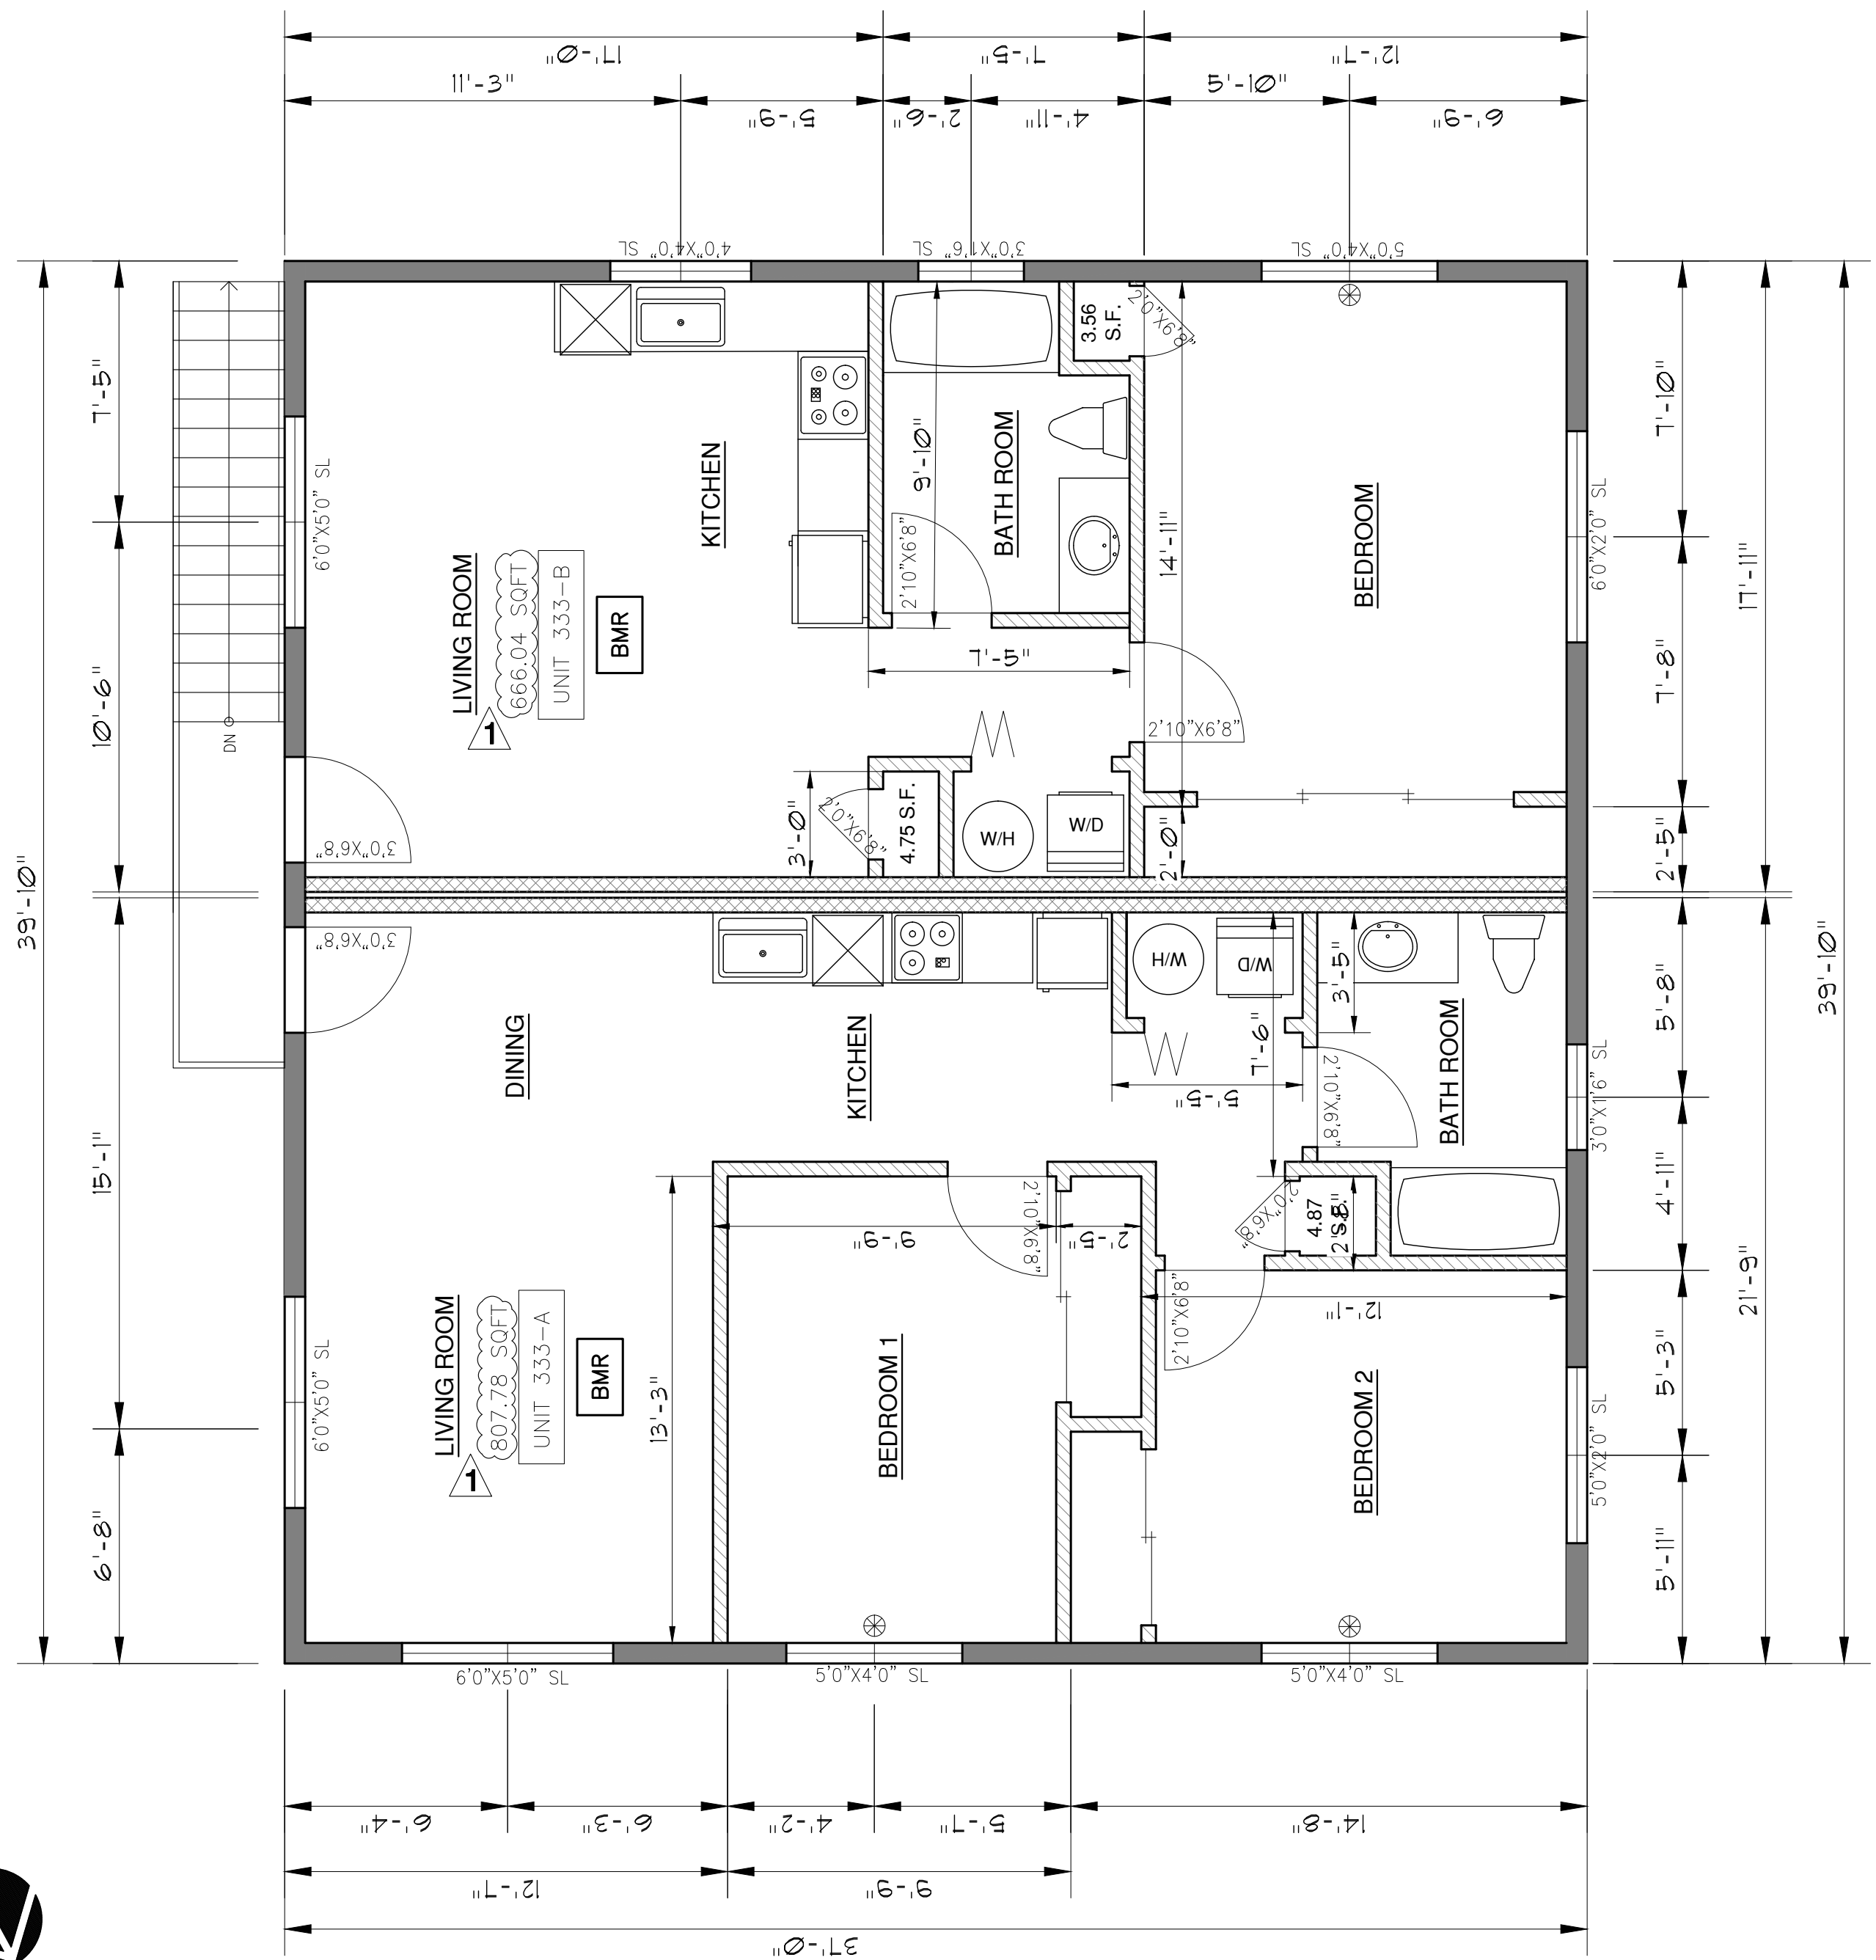 17'-0"
7'-5"
12'-7"
11'-3"
5'-9"
2'-6"
4'-11"
5'-10"
6'-9"
4'0"X4'0" SL
3'0"X1'6" SL
5'0"X4'0" SL
39'-10"
7'-5"
10'-6"
15'-1"
6'-8"
DN
6'0"X5'0" SL
3'0"X6'8"
LIVING ROOM
666.04 SQFT
UNIT 333-B
1
BMR
KITCHEN
9'-10"
2'10"X6'8"
BATH ROOM
3.56
S.F.
2'0"X6'8"
14'-11"
BEDROOM
7'-5"
2'10"X6'8"
3'-0"
2'0"X6'8"
4.75 S.F.
W/H
W/D
2'-0"
6'0"X2'0" SL
7'-10"
7'-8"
2'-5"
17'-11"
39'-10"
3'0"X6'8"
DINING
KITCHEN
W/H
W/D
7'-6"
3'-5"
5'-5"
2'10"X6'8"
BATH ROOM
3'0"X1'6" SL
5'-8"
4'-11"
5'-3"
5'-11"
21'-9"
6'0"X5'0" SL
LIVING ROOM
807.78 SQFT
UNIT 333-A
1
BMR
13'-3"
9'-9"
2'10"X6'8"
2'-5"
BEDROOM 1
2'0"X6'8"
4.87
S.F.
2'-8"
12'-1"
2'10"X6'8"
BEDROOM 2
5'0"X2'0" SL
6'0"X5'0" SL
5'0"X4'0" SL
5'0"X4'0" SL
6'-4"
6'-3"
4'-2"
5'-7"
14'-8"
12'-7"
9'-9"
37'-0"